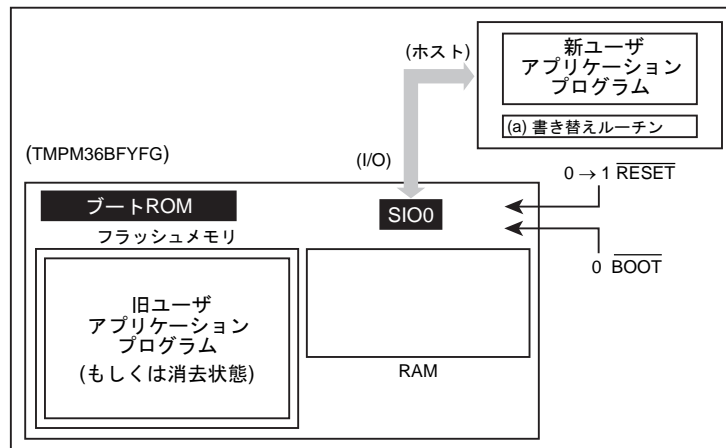 (ホスト)
新ユーザ
アプリケーション
プログラム
(a) 書き替えルーチン
(TMPM36BFYFG)
(I/O)
0 → 1 RESET
ブートROM
SIO0
フラッシュメモリ
0 BOOT
旧ユーザ
アプリケーション
プログラム
(もしくは消去状態)
RAM